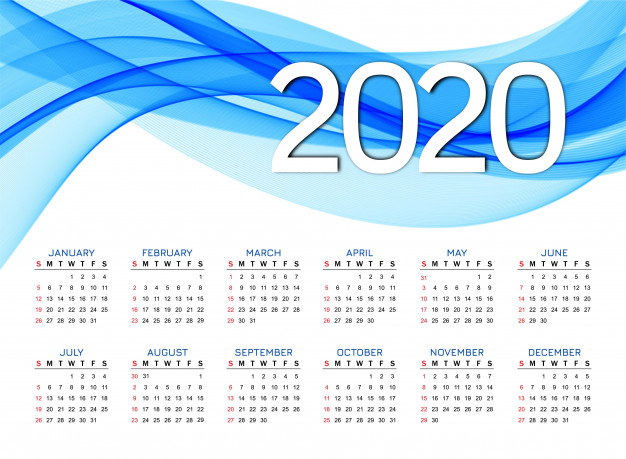 2020
JANUARY
S M T W T F S
1 2 3 4
5 6 7 8 9 10 11
12 13 14 15 16 17 18
19 20 21 22 23 24 25
26 27 28 29 30 31
FEBRUARY
S M T W T F S
1
2 3 4 5 6 7 8
9 10 11 12 13 14 15
16 17 18 19 20 21 22
23 24 25 26 27 28 29
MARCH
S M T W T F S
1 2 3 4 5 6 7
8 9 10 11 12 13 14
15 16 17 18 19 20 21
22 23 24 25 26 27 28
29 30 31
APRIL
S M T W T F S
1 2 3 4
5 6 7 8 9 10 11
12 13 14 15 16 17 18
19 20 21 22 23 24 25
26 27 28 29 30
MAY
S M T W T F S
31 1 2
3 4 5 6 7 8 9
10 11 12 13 14 15 16
17 18 19 20 21 22 23
24 25 26 27 28 29 30
JUNE
S M T W T F S
1 2 3 4 5 6
7 8 9 10 11 12 13
14 15 16 17 18 19 20
21 22 23 24 25 26 27
28 29 30
JULY
S M T W T F S
1 2 3 4
5 6 7 8 9 10 11
12 13 14 15 16 17 18
19 20 21 22 23 24 25
26 27 28 29 30 31
AUGUST
S M T W T F S
30 31 1
2 3 4 5 6 7 8
9 10 11 12 13 14 15
16 17 18 19 20 21 22
23 24 25 26 27 28 29
SEPTEMBER
S M T W T F S
1 2 3 4 5
6 7 8 9 10 11 12
13 14 15 16 17 18 19
20 21 22 23 24 25 26
27 28 29 30
OCTOBER
S M T W T F S
1 2 3
4 5 6 7 8 9 10
11 12 13 14 15 16 17
18 19 20 21 22 23 24
25 26 27 28 29 30 31
NOVEMBER
S M T W T F S
1 2 3 4 5 6 7
8 9 10 11 12 13 14
15 16 17 18 19 20 21
22 23 24 25 26 27 28
29 30
DECEMBER
S M T W T F S
1 2 3 4 5
6 7 8 9 10 11 12
13 14 15 16 17 18 19
20 21 22 23 24 25 26
27 28 29 30 31